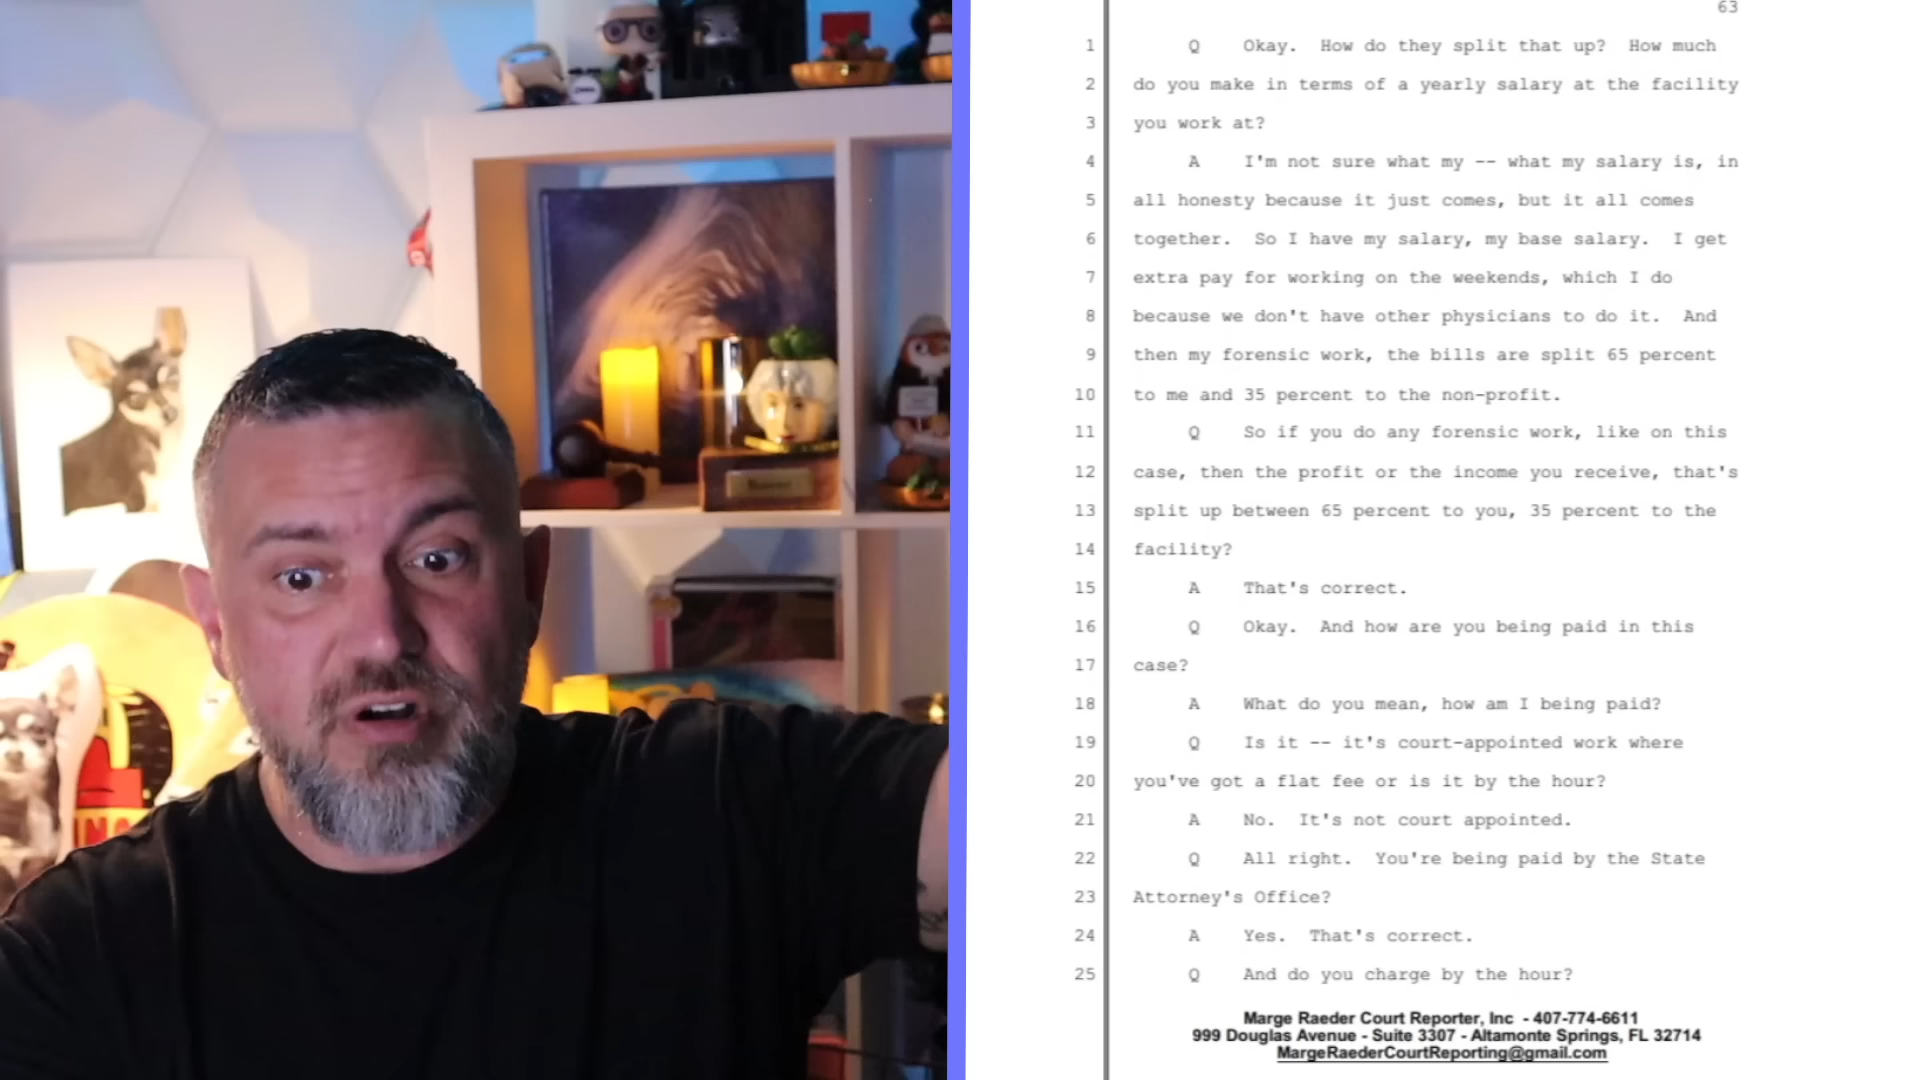 63
1 Q Okay. How do they split that up? How much
2 do you make in terms of a yearly salary at the facility
3 you work at?
4 A I'm not sure what my -- what my salary is, in
5 all honesty because it just comes, but it all comes
6 together. So I have my salary, my base salary. I get
7 extra pay for working on the weekends, which I do
8 because we don't have other physicians to do it. And
9 then my forensic work, the bills are split 65 percent
10 to me and 35 percent to the non-profit.
11 Q So if you do any forensic work, like on this
12 case, then the profit or the income you receive, that's
13 split up between 65 percent to you, 35 percent to the
14 facility?
15 A That's correct.
16 Q Okay. And how are you being paid in this
17 case?
18 A What do you mean, how am I being paid?
19 Q Is it -- it's court-appointed work where
20 you've got a flat fee or is it by the hour?
21 A No. It's not court appointed.
22 Q All right. You're being paid by the State
23 Attorney's Office?
24 A Yes. That's correct.
25 Q And do you charge by the hour?
Marge Raeder Court Reporter, Inc - 407-774-6611
999 Douglas Avenue - Suite 3307 - Altamonte Springs, FL 32714
MargeRaederCourtReporting@gmail.com